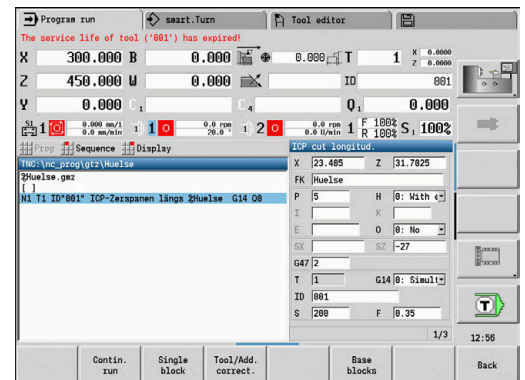 Program run smart.Turn Tool editor
The service life of tool ('001') has expired!
X 300.000 B 0.000 0.000 T 1 X 0.0000
Z 0.0000
Z 450.000 W 0.000 ID 001
Y 0.000 C1 C4 Q1 0.000
S1 1 0.000 mm/1 0.0 mm/min 1) 1 0 0.0 rpm 20.0 ° 1) 2 0 0.0 rpm 0.0 U/min 1 F 100% R 100% S1 100%
Prog Sequence Display
ICP cut longitud.
TNC:\nc_prog\gtz\Huelse
X 23.405 Z 31.7025
%Huelse.gmz
FK Huelse
[ ]
N1 T1 ID"001" ICP-Zerspanen längs %Huelse G14 Q0
P 5 H 0: With
I K
E O 0: No
SX SZ -27
G47 2
T 1 G14 0: Simult
ID 001
S 200 F 0.35
1/3
12:56
Contin. run
Single block
Tool/Add. correct.
Base blocks
Back